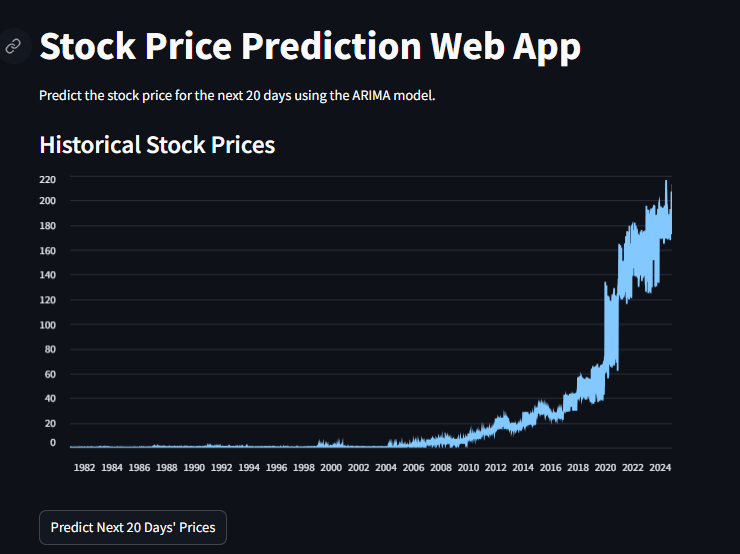 Stock Price Prediction Web App
Predict the stock price for the next 20 days using the ARIMA model.
Historical Stock Prices
220
200
180
160
140
120
100
80
60
40
20
0
1982 1984 1986 1988 1990 1992 1994 1996 1998 2000 2002 2004 2006 2008 2010 2012 2014 2016 2018 2020 2022 2024
Predict Next 20 Days' Prices